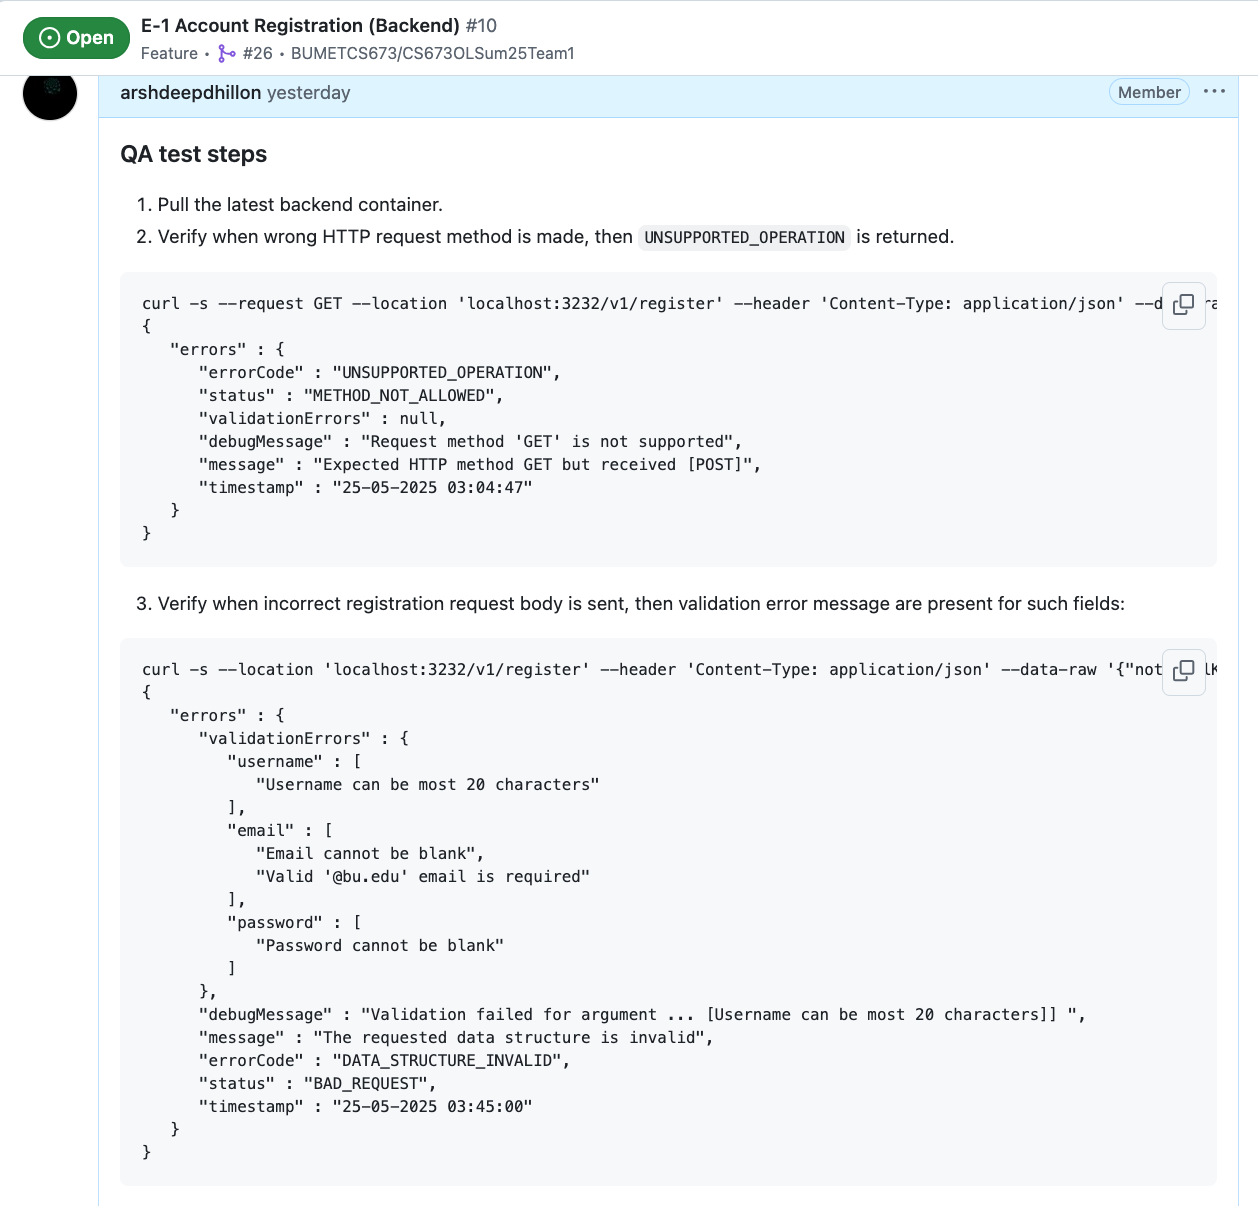 Open
E-1 Account Registration (Backend) #10
Feature • #26 • BUMETCS673/CS673OLSum25Team1
arshdeepdhillon yesterday
Member
QA test steps
1. Pull the latest backend container.
2. Verify when wrong HTTP request method is made, then UNSUPPORTED_OPERATION is returned.
curl -s --request GET --location 'localhost:3232/v1/register' --header 'Content-Type: application/json'
{
   "errors" : {
      "errorCode" : "UNSUPPORTED_OPERATION",
      "status" : "METHOD_NOT_ALLOWED",
      "validationErrors" : null,
      "debugMessage" : "Request method 'GET' is not supported",
      "message" : "Expected HTTP method GET but received [POST]",
      "timestamp" : "25-05-2025 03:04:47"
   }
}
3. Verify when incorrect registration request body is sent, then validation error message are present for such fields:
curl -s --location 'localhost:3232/v1/register' --header 'Content-Type: application/json' --data-raw '{"not
{
   "errors" : {
      "validationErrors" : {
         "username" : [
            "Username can be most 20 characters"
         ],
         "email" : [
            "Email cannot be blank",
            "Valid '@bu.edu' email is required"
         ],
         "password" : [
            "Password cannot be blank"
         ]
      },
      "debugMessage" : "Validation failed for argument ... [Username can be most 20 characters]] ",
      "message" : "The requested data structure is invalid",
      "errorCode" : "DATA_STRUCTURE_INVALID",
      "status" : "BAD_REQUEST",
      "timestamp" : "25-05-2025 03:45:00"
   }
}